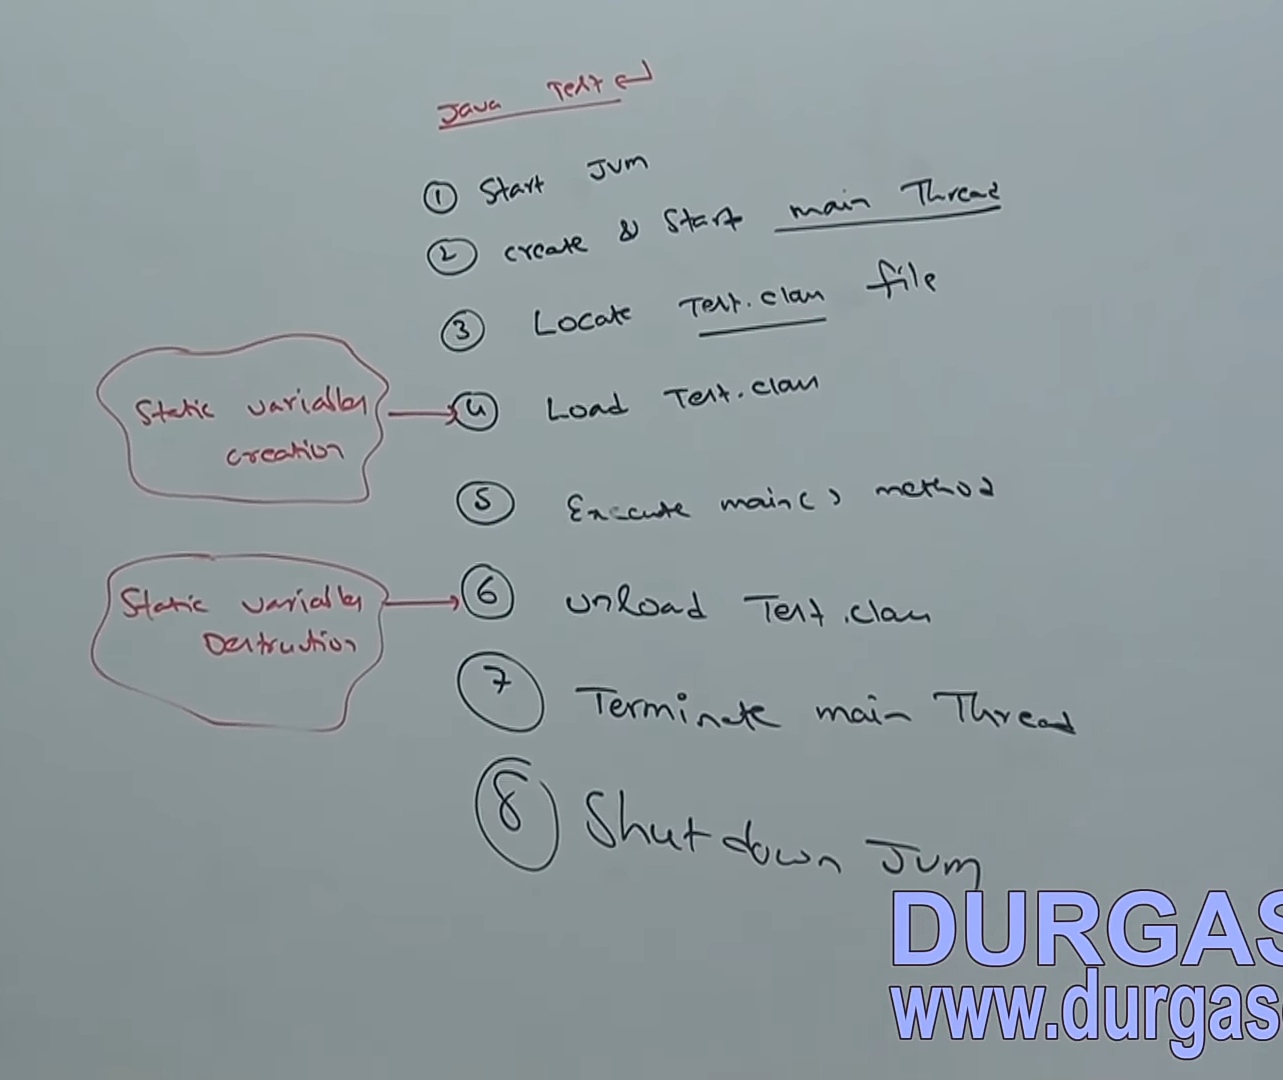 Java Test ↵
① Start JVM
② create & Start main Thread
③ Locate Test.class file
Static variables creation
④ Load Test.class
⑤ Execute main() method
Static variables Destruction
⑥ unload Test.class
⑦ Terminate main Thread
⑧ Shutdown JVM
DURGAS
www.durgas